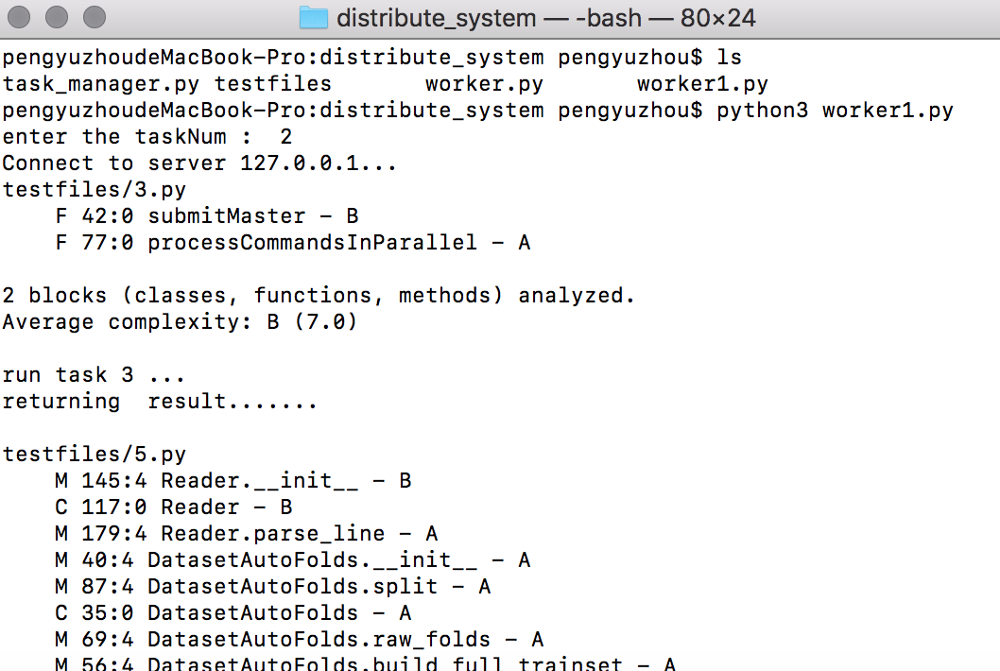 distribute_system — -bash — 80×24
pengyuzhoudeMacBook-Pro:distribute_system pengyuzhou$ ls
task_manager.py testfiles       worker.py       worker1.py
pengyuzhoudeMacBook-Pro:distribute_system pengyuzhou$ python3 worker1.py
enter the taskNum :  2
Connect to server 127.0.0.1...
testfiles/3.py
    F 42:0 submitMaster - B
    F 77:0 processCommandsInParallel - A
2 blocks (classes, functions, methods) analyzed.
Average complexity: B (7.0)
run task 3 ...
returning  result.......
testfiles/5.py
    M 145:4 Reader.__init__ - B
    C 117:0 Reader - B
    M 179:4 Reader.parse_line - A
    M 40:4 DatasetAutoFolds.__init__ - A
    M 87:4 DatasetAutoFolds.split - A
    C 35:0 DatasetAutoFolds - A
    M 69:4 DatasetAutoFolds.raw_folds - A
    M 56:4 DatasetAutoFolds.build_full_trainset - A